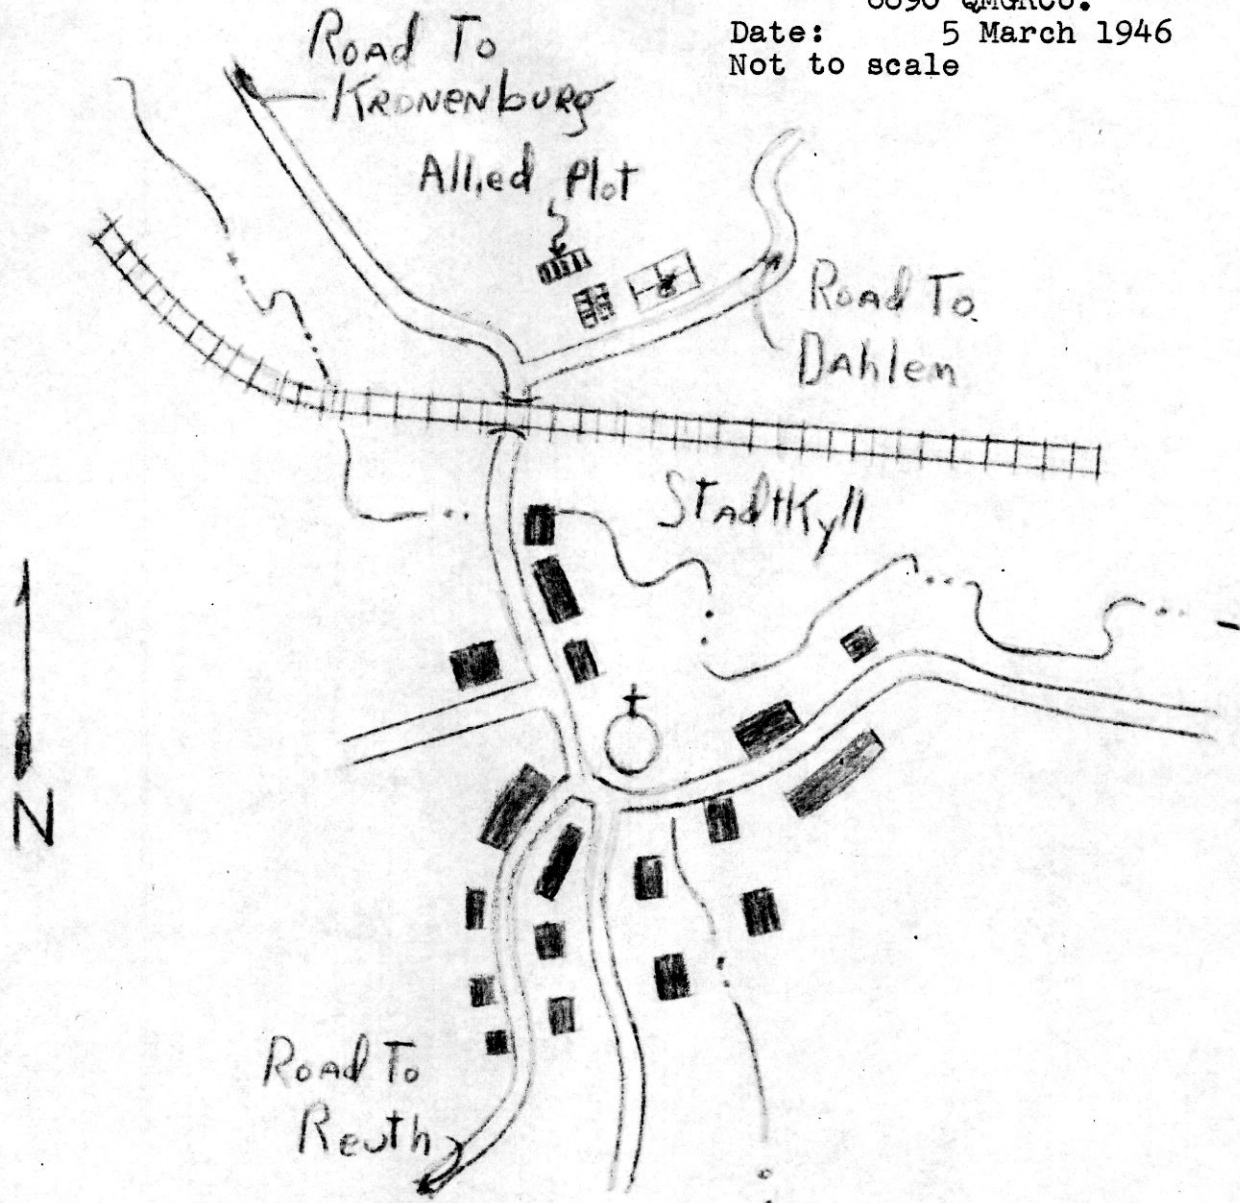 QMGRCo.
Date: 5 March 1946
Not to scale
Road To
Kronenburg
Allied Plot
Road To
Dahlem
Stadtkyll
N
Road To
Reuth